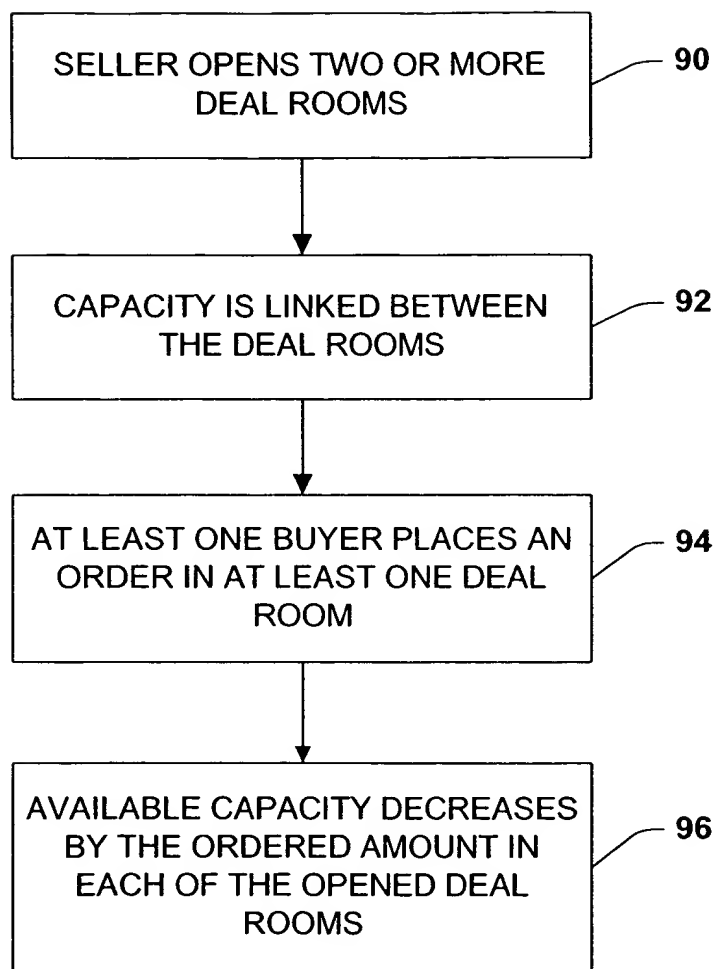 SELLER OPENS TWO OR MORE
DEAL ROOMS
90
CAPACITY IS LINKED BETWEEN
THE DEAL ROOMS
92
AT LEAST ONE BUYER PLACES AN
ORDER IN AT LEAST ONE DEAL
ROOM
94
AVAILABLE CAPACITY DECREASES
BY THE ORDERED AMOUNT IN
EACH OF THE OPENED DEAL
ROOMS
96